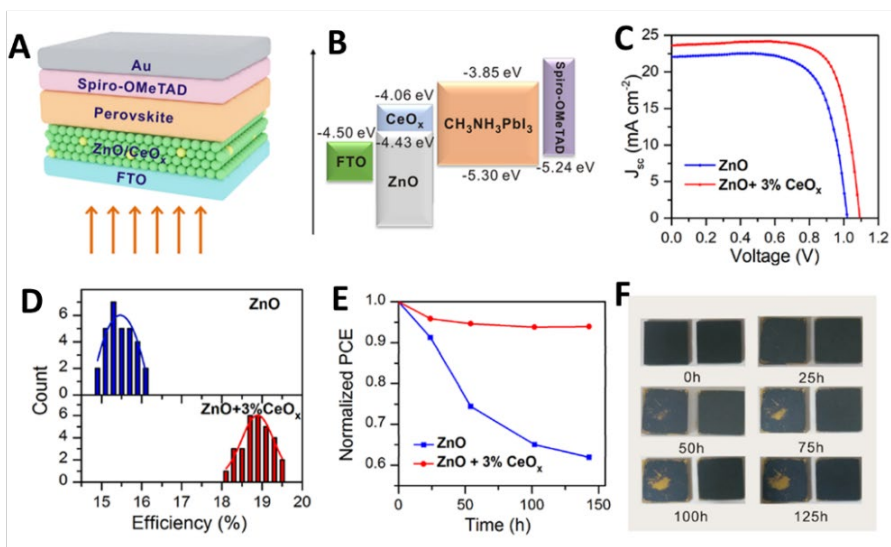 A
Au
Spiro-OMeTAD
Perovskite
ZnO/CeOx
FTO
B
-4.50 eV
FTO
-4.06 eV
CeOx
-4.43 eV
ZnO
-3.85 eV
CH3NH3PbI3
-5.30 eV
Spiro-OMeTAD
-5.24 eV
C
Jsc (mA cm-2)
25
20
15
10
5
0
ZnO
ZnO+ 3% CeOx
0.0 0.2 0.4 0.6 0.8 1.0 1.2
Voltage (V)
D
Count
6
4
2
0
ZnO
6
4
2
0
ZnO+3%CeOx
15 16 17 18 19 20
Efficiency (%)
E
Normalized PCE
1.0
0.9
0.8
0.7
0.6
ZnO
ZnO + 3% CeOx
0 50 100 150
Time (h)
F
0h 25h
50h 75h
100h 125h